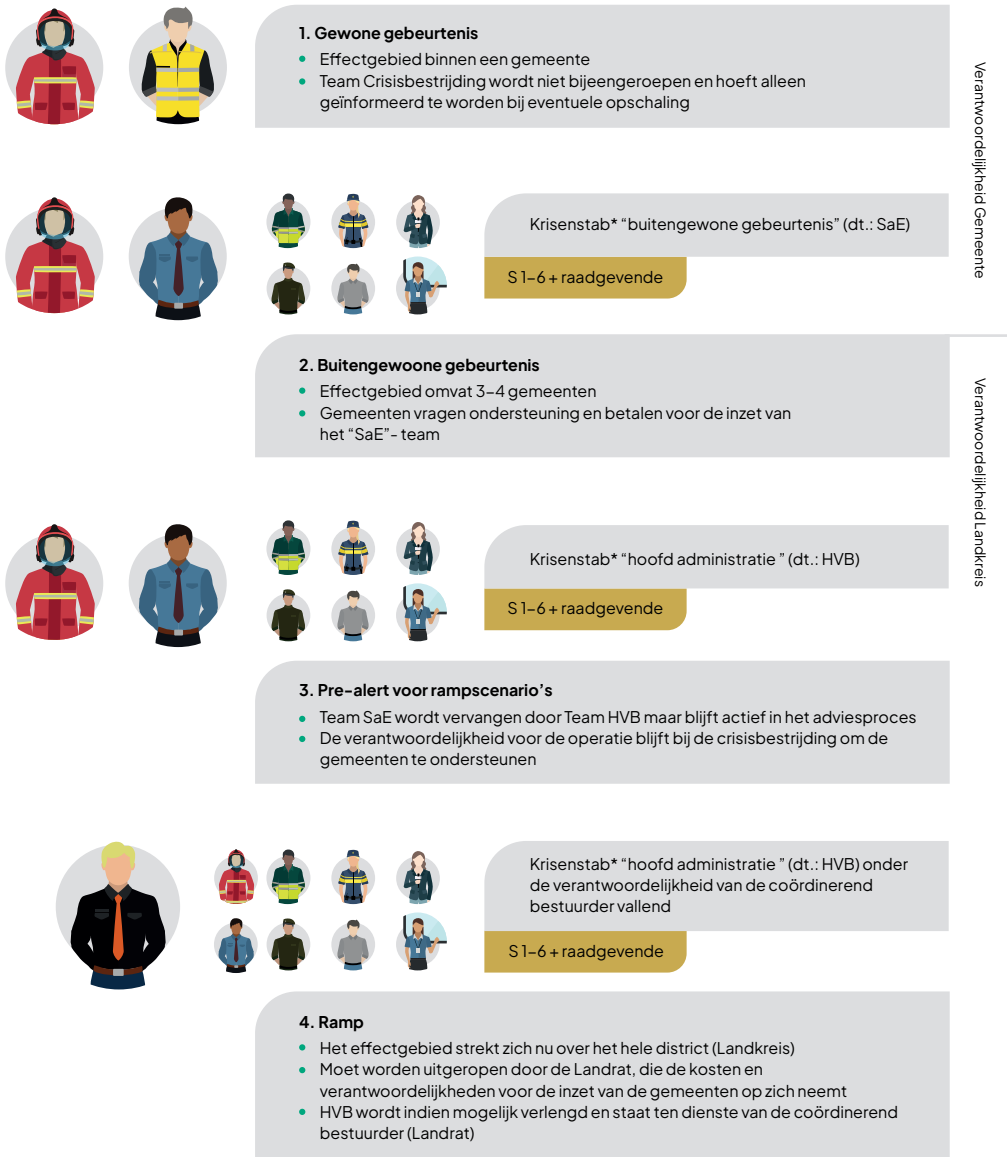 1. Gewone gebeurtenis
• Effectgebied binnen een gemeente
• Team Crisisbestrijding wordt niet bijeengeroepen en hoeft alleen
geïnformeerd te worden bij eventuele opschaling
Verantwoordelijkheid Gemeente
Krisenstab* “buitengewone gebeurtenis” (dt.: SaE)
S 1–6 + raadgevende
2. Buitengewoone gebeurtenis
• Effectgebied omvat 3–4 gemeenten
• Gemeenten vragen ondersteuning en betalen voor de inzet van
het “SaE”- team
Verantwoordelijkheid Landkreis
Krisenstab* “hoofd administratie ” (dt.: HVB)
S 1–6 + raadgevende
3. Pre-alert voor rampscenario’s
• Team SaE wordt vervangen door Team HVB maar blijft actief in het adviesproces
• De verantwoordelijkheid voor de operatie blijft bij de crisisbestrijding om de
gemeenten te ondersteunen
Krisenstab* “hoofd administratie ” (dt.: HVB) onder
de verantwoordelijkheid van de coördinerend
bestuurder vallend
S 1–6 + raadgevende
4. Ramp
• Het effectgebied strekt zich nu over het hele district (Landkreis)
• Moet worden uitgeropen door de Landrat, die de kosten en
verantwoordelijkheden voor de inzet van de gemeenten op zich neemt
• HVB wordt indien mogelijk verlengd en staat ten dienste van de coördinerend
bestuurder (Landrat)